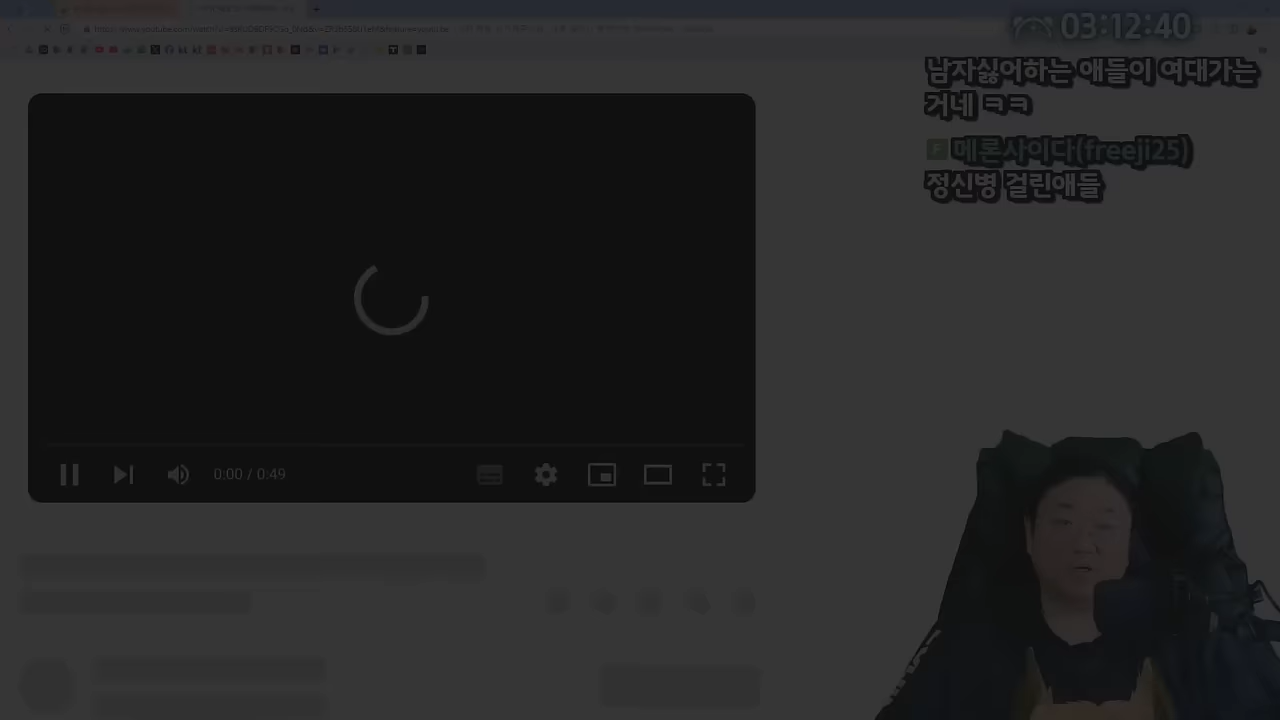 03:12:40
남자싫어하는 애들이 여대가는
거네 ㅋㅋ
F 메론사이다(freeji25)
정신병 걸린애들
0:00 / 0:49